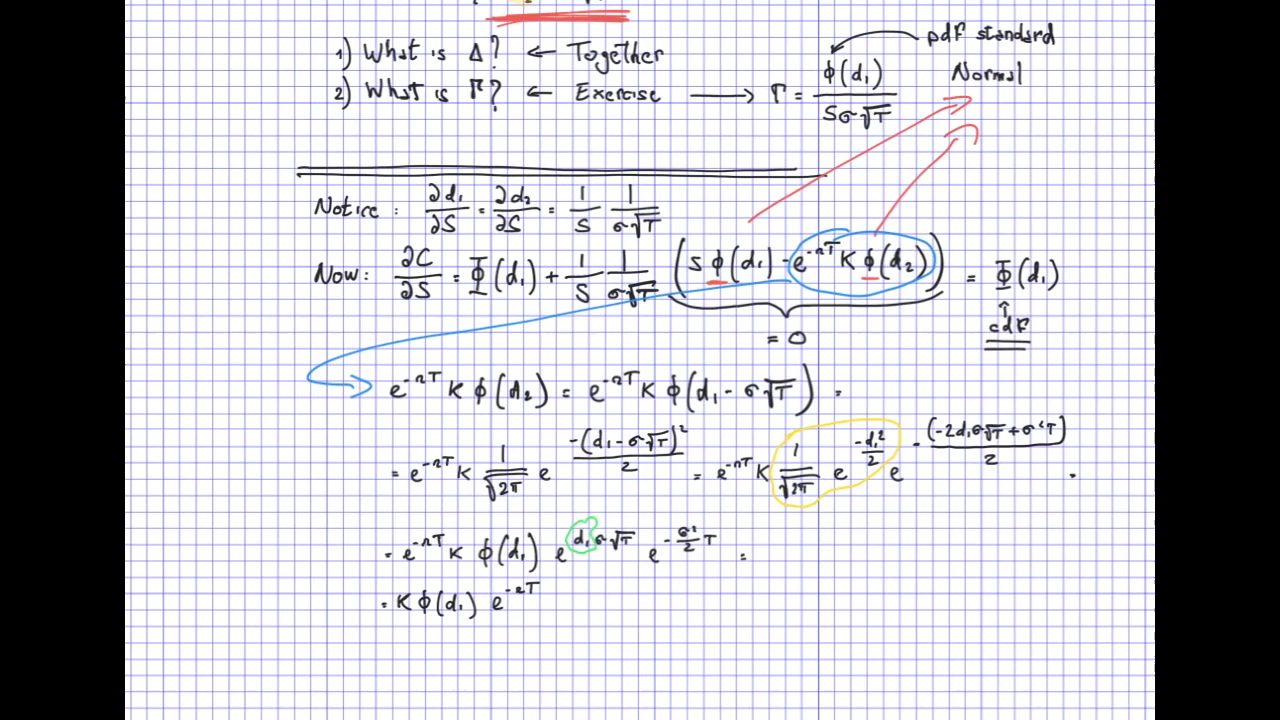 1) What is Δ? ← Together
pdf standard Normal
2) What is Γ? ← Exercise → Γ = φ(d₁) / Sσ√T
Notice: ∂d₁/∂S = ∂d₂/∂S = 1/S 1/σ√T
Now: ∂C/∂S = Φ(d₁) + 1/S 1/σ√T (S φ(d₁) - e^{-rT} K φ(d₂)) = Φ(d₁)
= 0
cdf
e^{-rT} K φ(d₂) = e^{-rT} K φ(d₁ - σ√T) =
= e^{-rT} K 1/√2π e^{-(d₁ - σ√T)²/2} = e^{-rT} K 1/√2π e^{-d₁²/2} e^{-(-2d₁σ√T + σ²T)/2} .
= e^{-rT} K φ(d₁) e^{d₁σ√T} e^{-σ²/2 T} =
= K φ(d₁) e^{-rT}